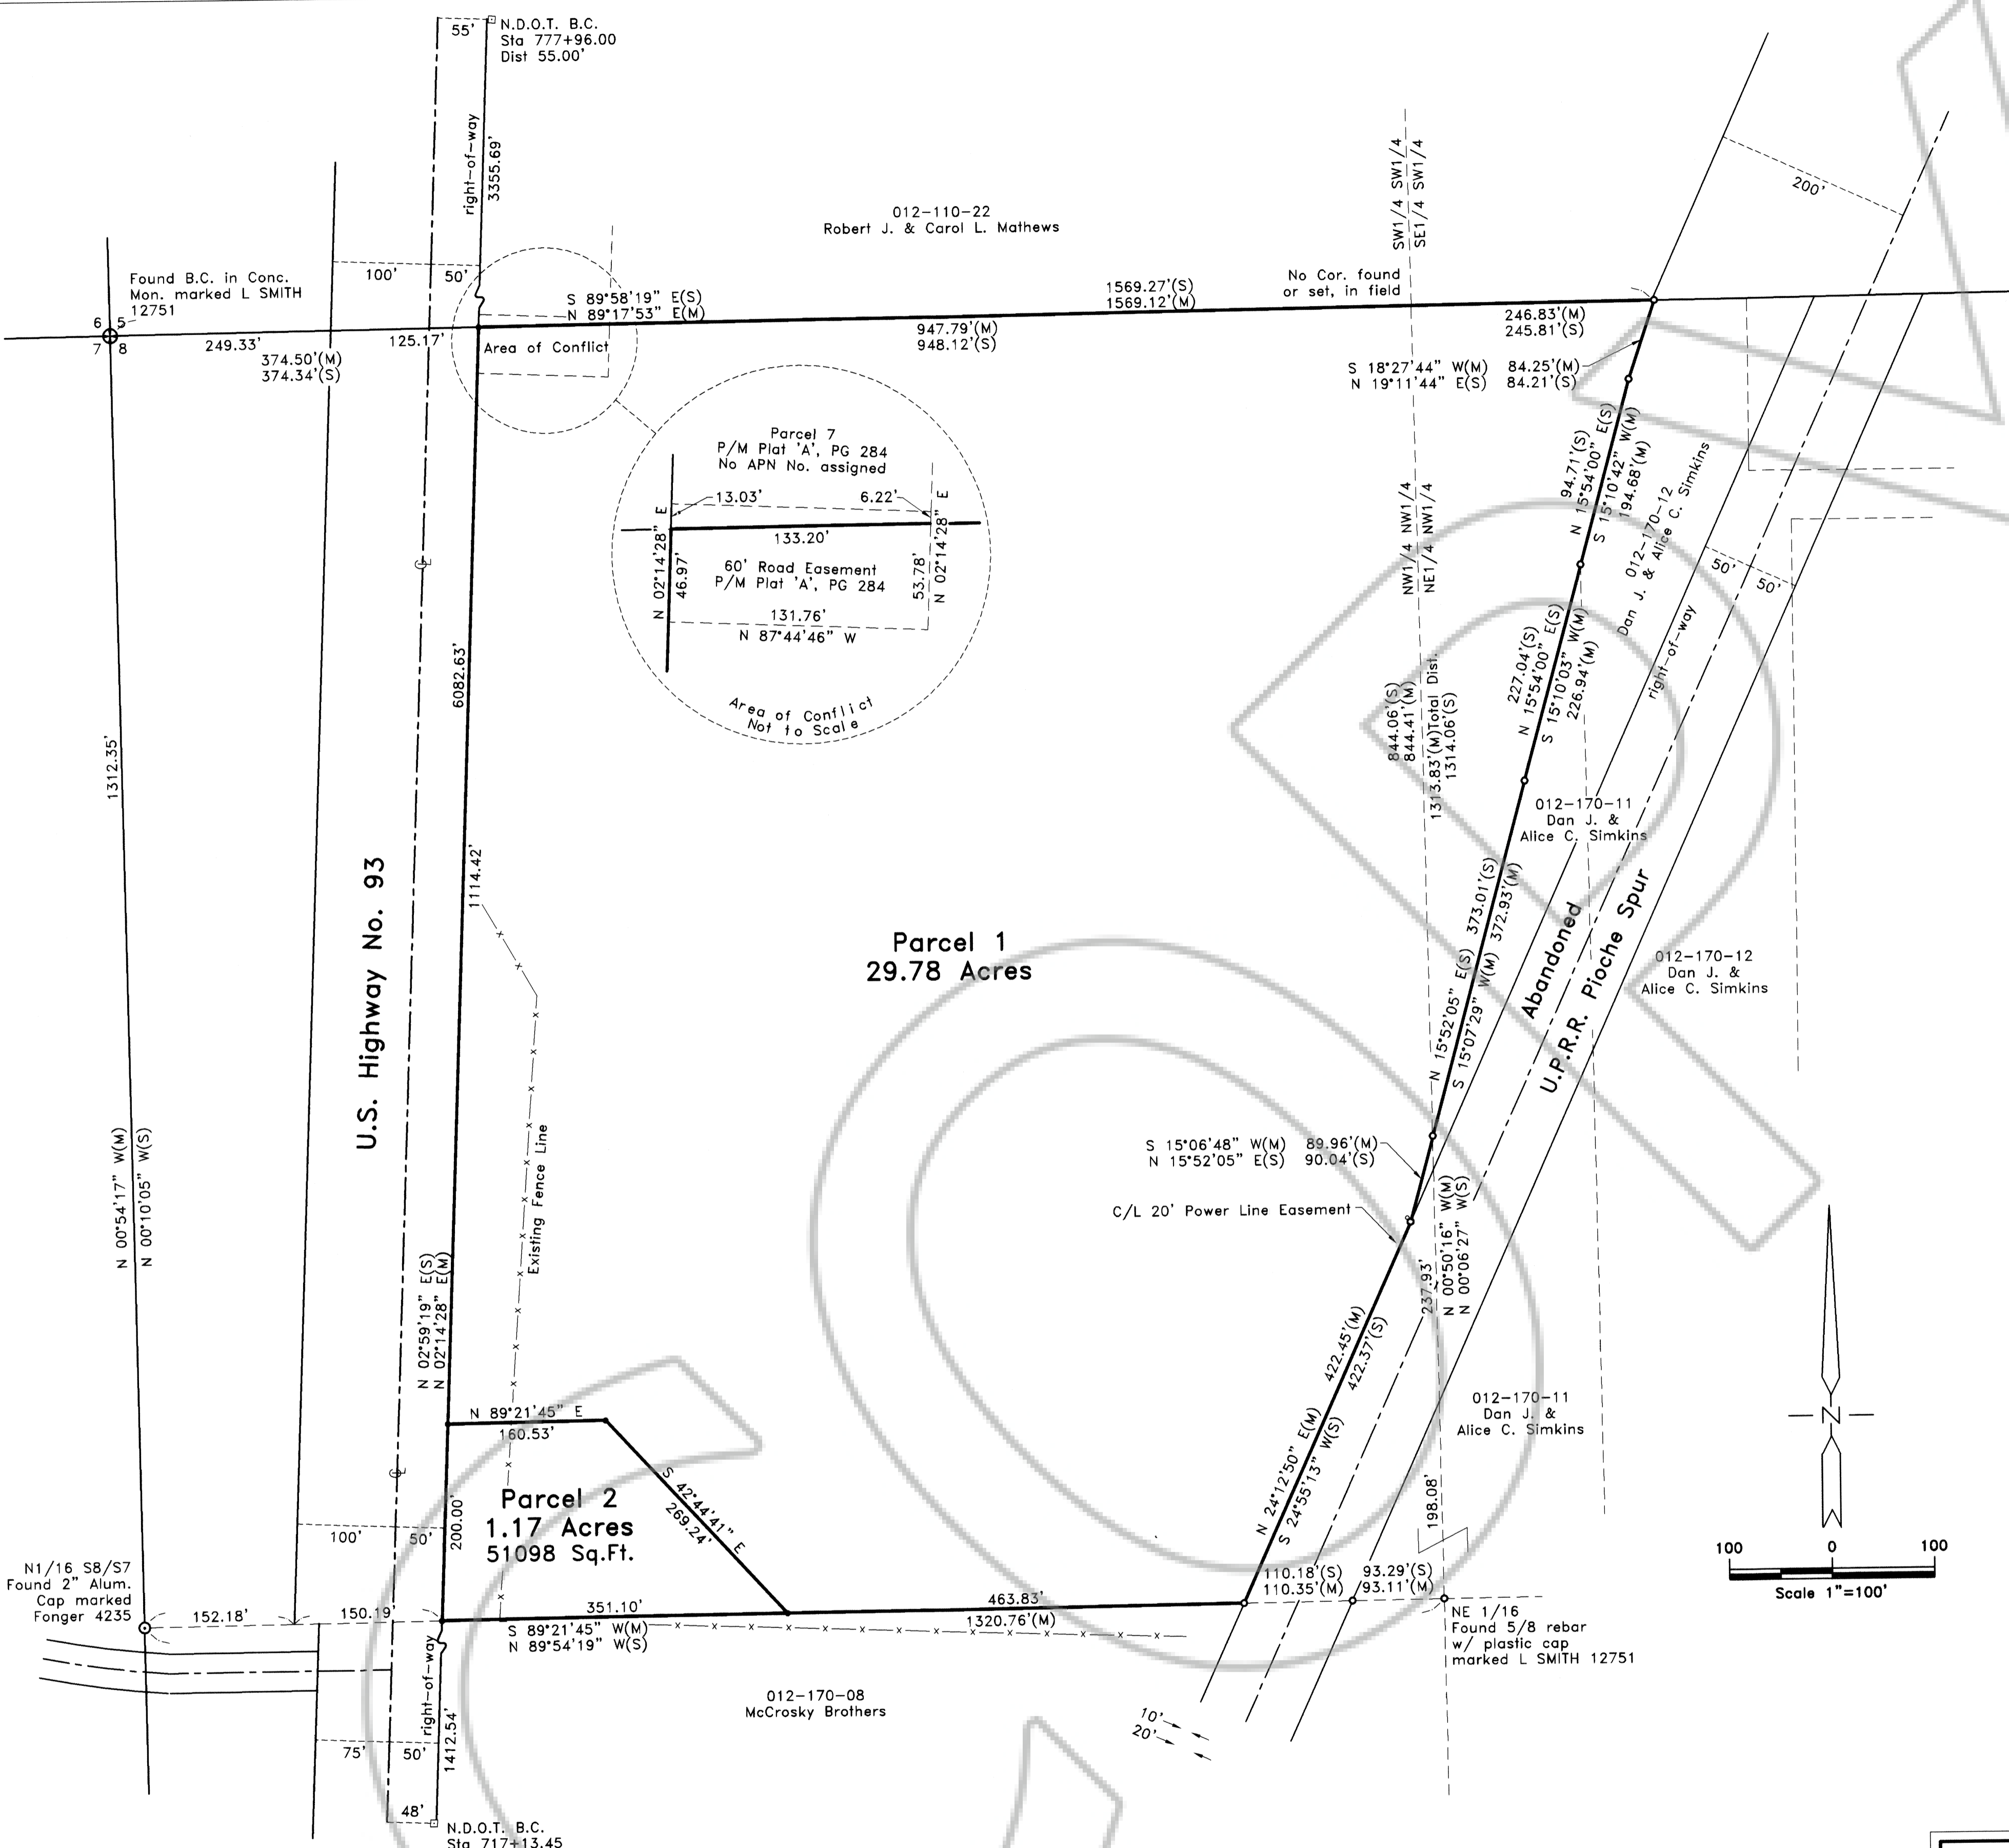 55'
N.D.O.T. B.C.
Sta 777+96.00
Dist 55.00'
right-of-way
3355.69'
012-110-22
Robert J. & Carol L. Mathews
SW1/4 SW1/4
SE1/4 SW1/4
200'
Found B.C. in Conc.
Mon. marked L SMITH
12751
6 5
7 8
100'
50'
S 89°58'19" E(S)
N 89°17'53" E(M)
1569.27'(S)
1569.12'(M)
No Cor. found
or set, in field
249.33'
125.17'
374.50'(M)
374.34'(S)
Area of Conflict
947.79'(M)
948.12'(S)
246.83'(M)
245.81'(S)
S 18°27'44" W(M) 84.25'(M)
N 19°11'44" E(S) 84.21'(S)
Parcel 7
P/M Plat 'A', PG 284
No APN No. assigned
13.03'
6.22'
N 02°14'28" E
46.97'
133.20'
60' Road Easement
P/M Plat 'A', PG 284
53.78'
N 02°14'28" E
131.76'
N 87°44'46" W
Area of Conflict
Not to Scale
NW1/4 NW1/4
NE1/4 NW1/4
94.71'(S)
N 15°54'00" E(S)
S 15°10'42" W(M)
194.68'(M)
012-170-12
Dan J. & Alice C. Simkins
50'
50'
right-of-way
227.04'(S)
N 15°54'00" E(S)
S 15°10'03" W(M)
226.94'(M)
844.06'(S)
844.41'(M)
1313.83'(M)Total Dist.
1314.06'(S)
6082.63'
1312.35'
012-170-11
Dan J. &
Alice C. Simkins
U.S. Highway No. 93
1114.42'
Parcel 1
29.78 Acres
N 15°52'05" E(S) 373.01'(S)
S 15°07'29" W(M) 372.93'(M)
Abandoned
U.P.R.R. Pioche Spur
012-170-12
Dan J. &
Alice C. Simkins
N 00°54'17" W(M)
N 00°10'05" W(S)
Existing Fence Line
S 15°06'48" W(M) 89.96'(M)
N 15°52'05" E(S) 90.04'(S)
C/L 20' Power Line Easement
237.93'
N 00°50'16" W(M)
N 00°06'27" W(S)
N 02°59'19" E(S)
N 02°14'28" E(M)
422.45'(M)
422.37'(S)
N 24°12'50" E(M)
S 24°55'13" W(S)
012-170-11
Dan J. &
Alice C. Simkins
N
N 89°21'45" E
160.53'
S 42°44'41" E
269.24'
Parcel 2
1.17 Acres
51098 Sq.Ft.
200.00'
100'
50'
198.08'
100 0 100
Scale 1"=100'
N1/16 S8/S7
Found 2" Alum.
Cap marked
Fonger 4235
152.18'
150.19'
351.10'
S 89°21'45" W(M)
N 89°54'19" W(S)
463.83'
1320.76'(M)
110.18'(S)
110.35'(M)
93.29'(S)
93.11'(M)
NE 1/16
Found 5/8 rebar
w/ plastic cap
marked L SMITH 12751
right-of-way
1412.54'
012-170-08
McCrosky Brothers
10'
20'
75'
50'
48'
N.D.O.T. B.C.
Sta 717+13.45